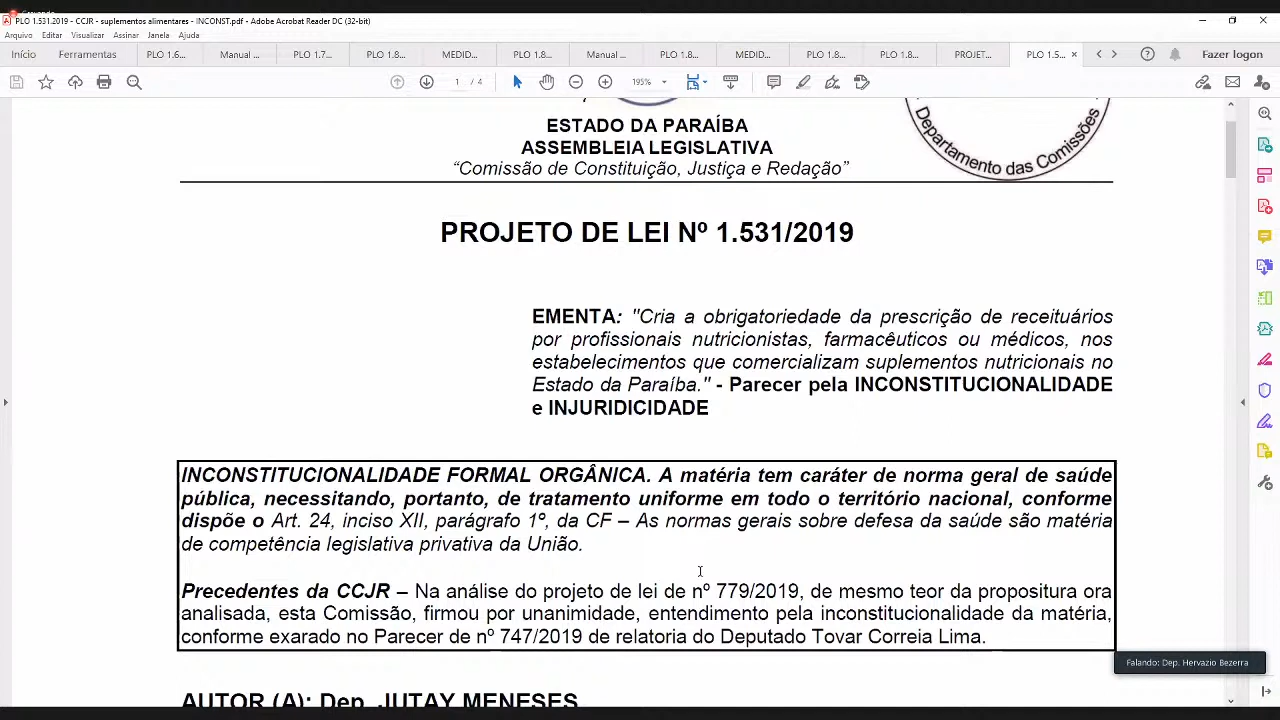 PLO 1.531.2019 - CCJR - suplementos alimentares - INCONST.pdf - Adobe Acrobat Reader DC (32-bit)
Arquivo Editar Visualizar Assinar Janela Ajuda
Início Ferramentas PLO 1.6... Manual ... PLO 1.7... PLO 1.8... MEDID... PLO 1.8... Manual ... PLO 1.8... MEDID... PLO 1.8... PLO 1.8... PROJET... PLO 1.5... × Fazer logon
1 / 4 195%
Departamento das Comissões
ESTADO DA PARAÍBA
ASSEMBLEIA LEGISLATIVA
“Comissão de Constituição, Justiça e Redação”
PROJETO DE LEI Nº 1.531/2019
EMENTA: "Cria a obrigatoriedade da prescrição de receituários
por profissionais nutricionistas, farmacêuticos ou médicos, nos
estabelecimentos que comercializam suplementos nutricionais no
Estado da Paraíba." - Parecer pela INCONSTITUCIONALIDADE
e INJURIDICIDADE
INCONSTITUCIONALIDADE FORMAL ORGÂNICA. A matéria tem caráter de norma geral de saúde
pública, necessitando, portanto, de tratamento uniforme em todo o território nacional, conforme
dispõe o Art. 24, inciso XII, parágrafo 1º, da CF – As normas gerais sobre defesa da saúde são matéria
de competência legislativa privativa da União.
Precedentes da CCJR – Na análise do projeto de lei de nº 779/2019, de mesmo teor da propositura ora
analisada, esta Comissão, firmou por unanimidade, entendimento pela inconstitucionalidade da matéria,
conforme exarado no Parecer de nº 747/2019 de relatoria do Deputado Tovar Correia Lima.
Falando: Dep. Hervazio Bezerra
AUTOR (A): Dep. JUTAY MENESES